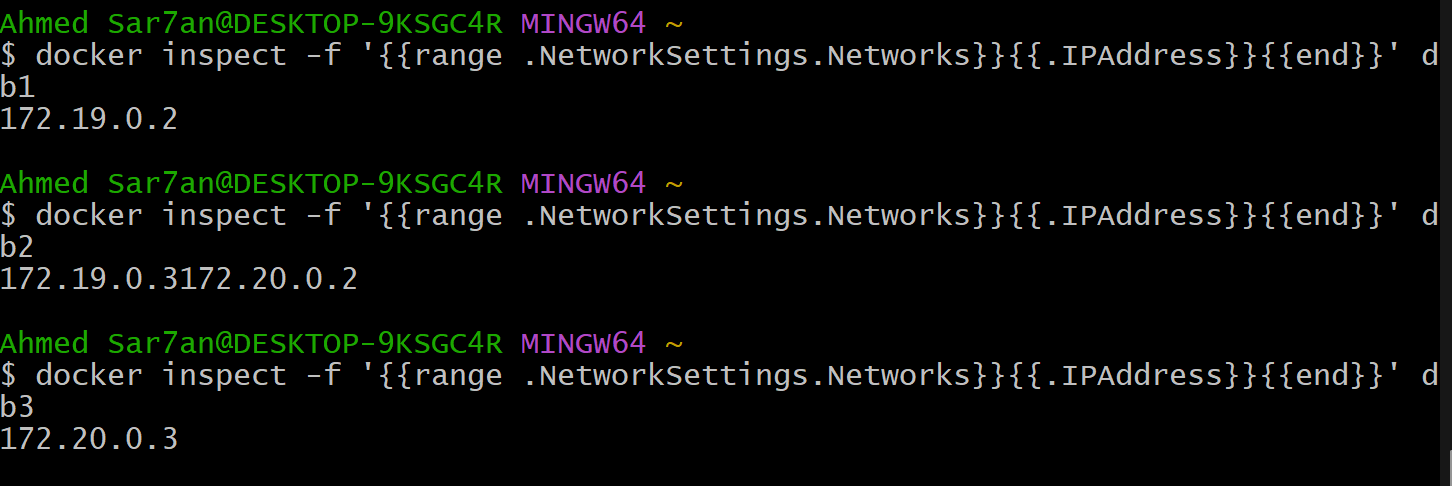 Ahmed Sar7an@DESKTOP-9KSGC4R MINGW64 ~
$ docker inspect -f '{{range .NetworkSettings.Networks}}{{.IPAddress}}{{end}}' d
b1
172.19.0.2
Ahmed Sar7an@DESKTOP-9KSGC4R MINGW64 ~
$ docker inspect -f '{{range .NetworkSettings.Networks}}{{.IPAddress}}{{end}}' d
b2
172.19.0.3172.20.0.2
Ahmed Sar7an@DESKTOP-9KSGC4R MINGW64 ~
$ docker inspect -f '{{range .NetworkSettings.Networks}}{{.IPAddress}}{{end}}' d
b3
172.20.0.3